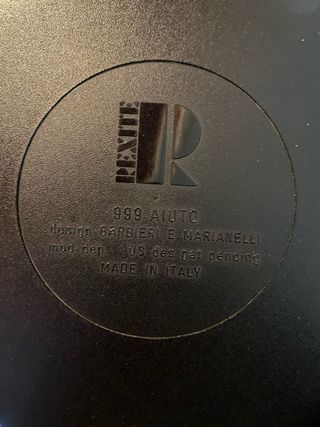 REXITE
R
999 AIUTO
design BARBIERI E MARIANELLI
mod dep US des pat pending
MADE IN ITALY